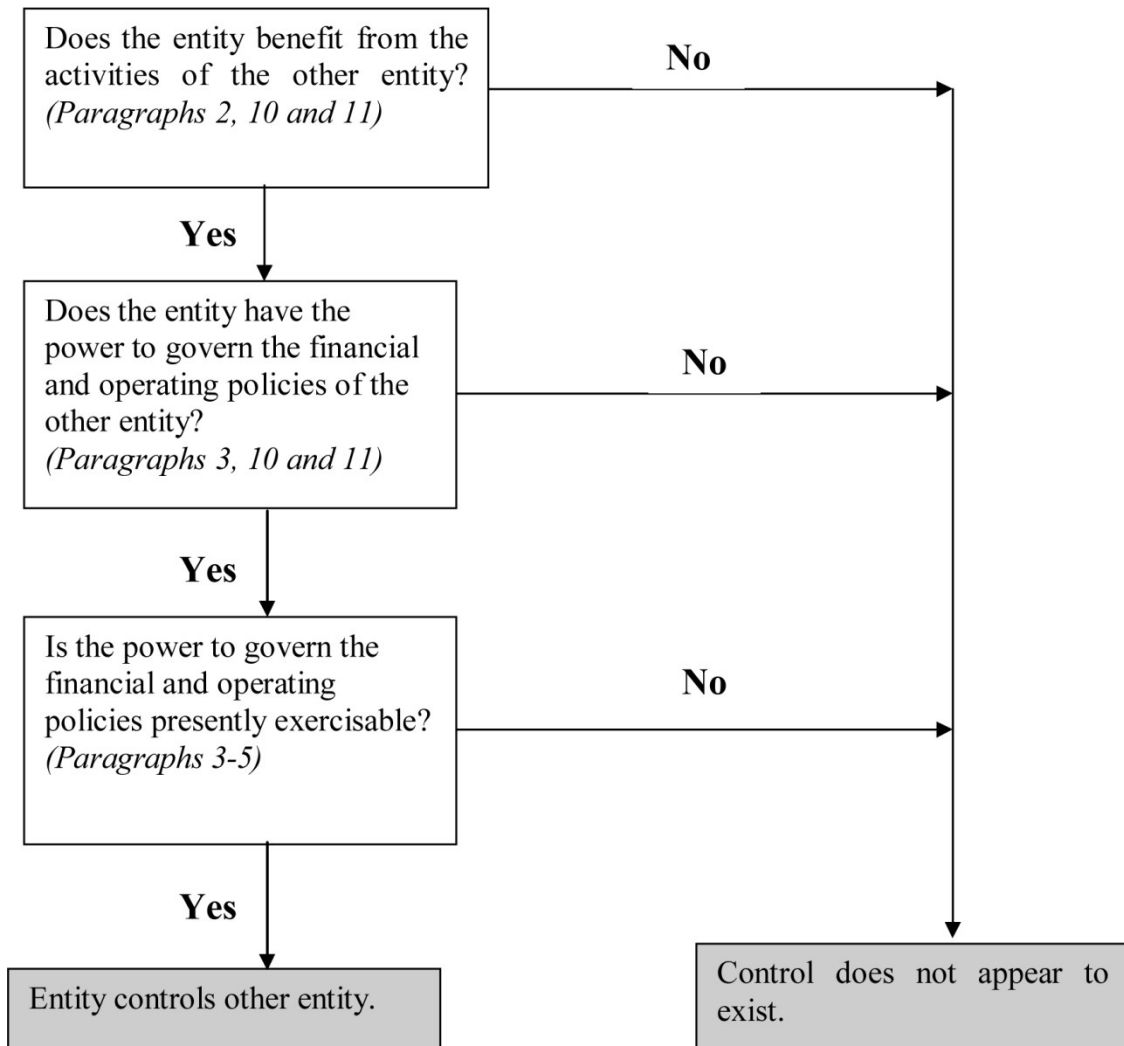 Does the entity benefit from the
activities of the other entity?
(Paragraphs 2, 10 and 11)
No
Yes
Does the entity have the
power to govern the financial
and operating policies of the
other entity?
(Paragraphs 3, 10 and 11)
No
Yes
Is the power to govern the
financial and operating
policies presently exercisable?
(Paragraphs 3-5)
No
Yes
Entity controls other entity.
Control does not appear to
exist.